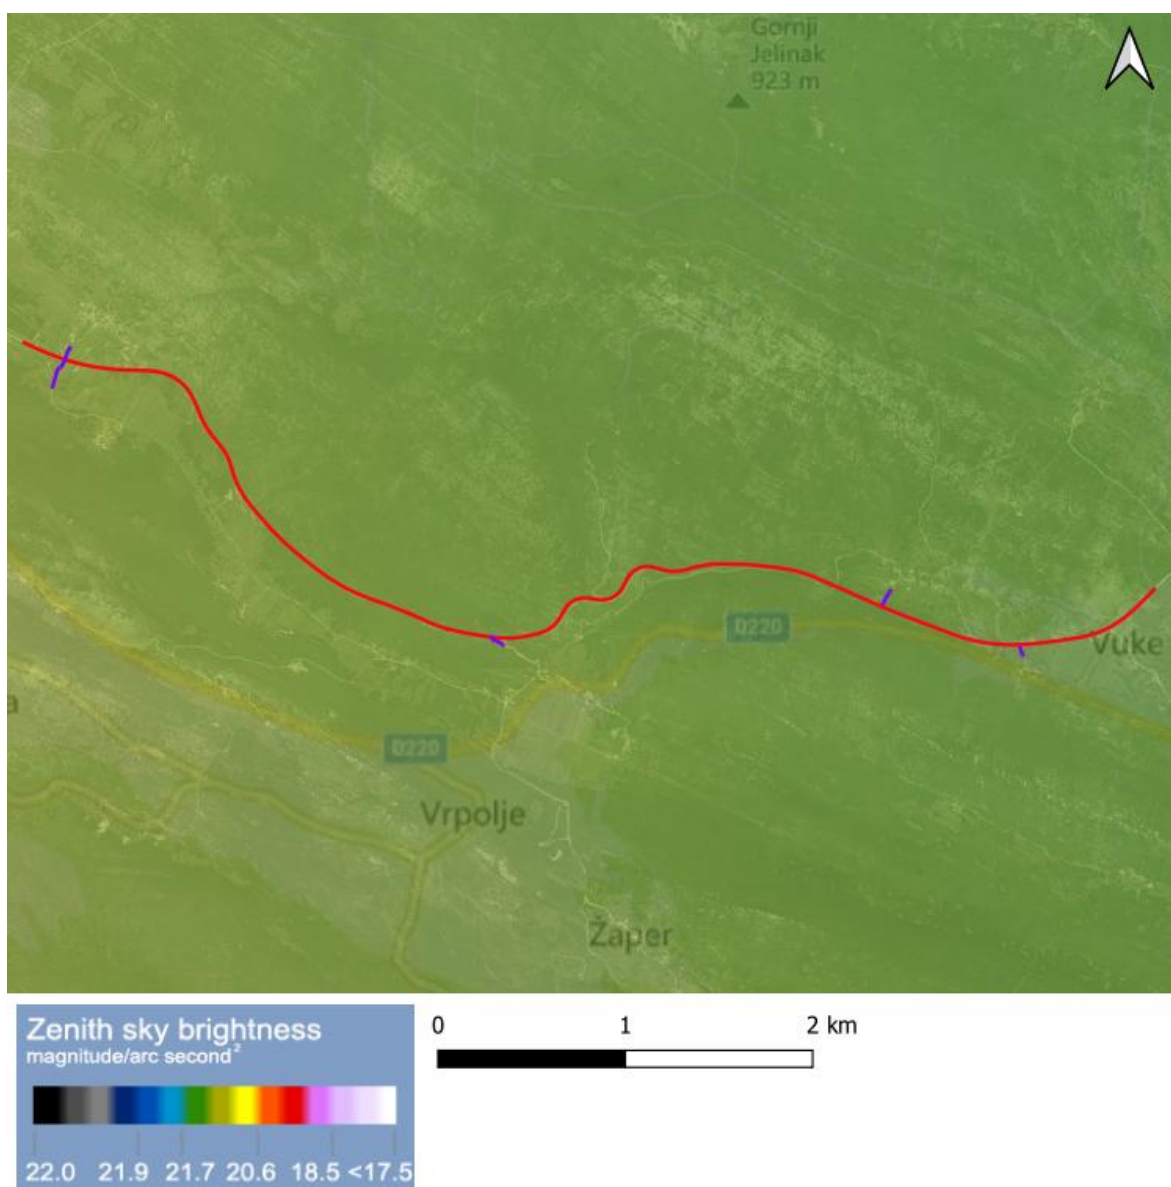 Gornji
Jelinak
923 m
D220
Vuke
a
D220
Vrpolje
Žaper
Zenith sky brightness
magnitude/arc second²
22.0 21.9 21.7 20.6 18.5 <17.5
0 1 2 km